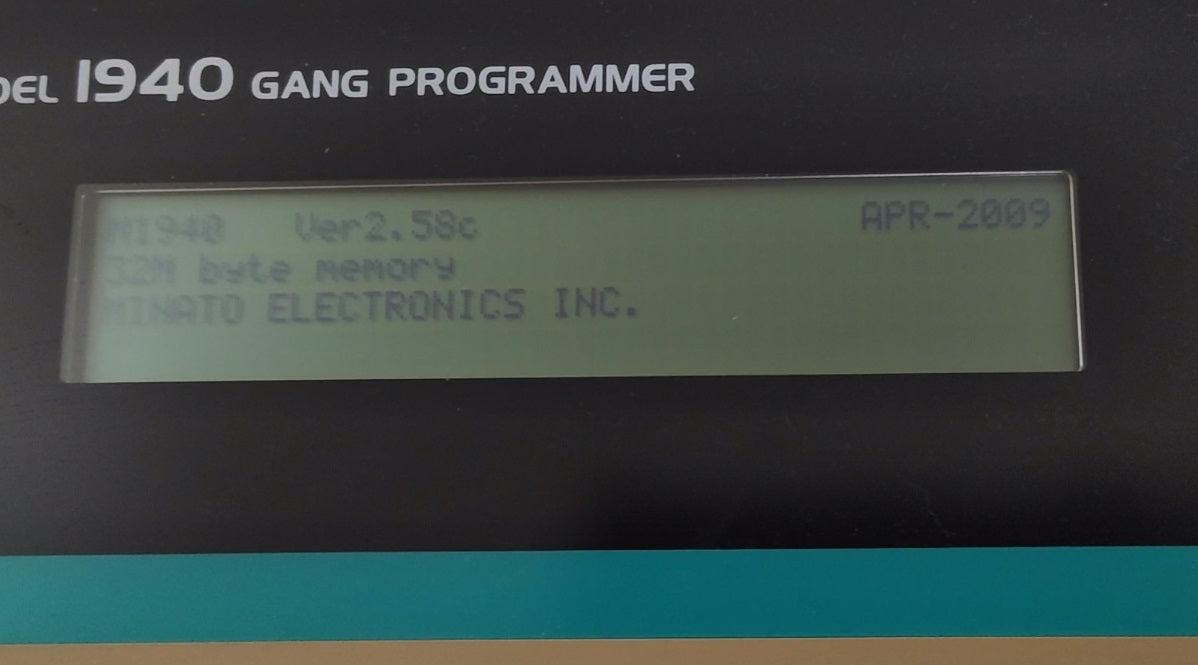 DEL 1940 GANG PROGRAMMER
M1940 Ver2.58c APR-2009
32M byte memory
MINATO ELECTRONICS INC.